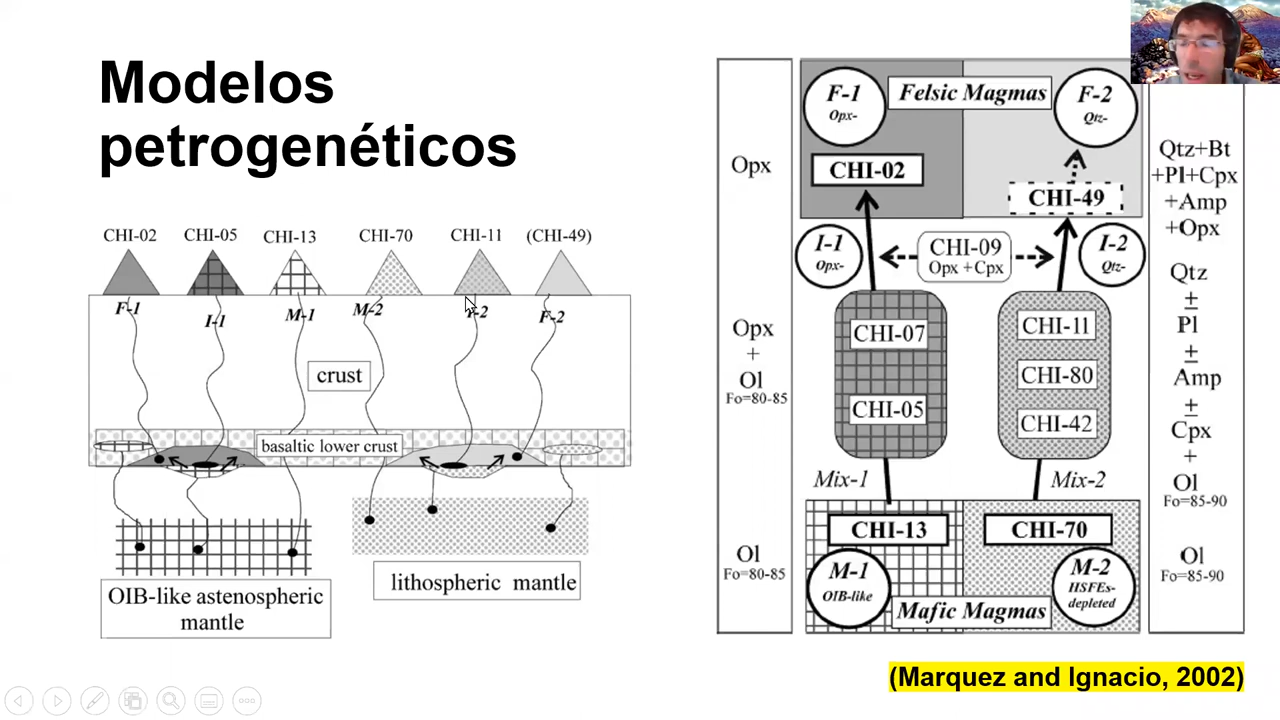 Modelos
petrogenéticos
CHI-02 CHI-05 CHI-13 CHI-70 CHI-11 (CHI-49)
F-1 I-1 M-1 M-2 F-2
crust
basaltic lower crust
OIB-like astenospheric
mantle
lithospheric mantle
Opx
Opx
+
Ol
Fo=80-85
Ol
Fo=80-85
F-1
Opx-
Felsic Magmas
F-2
Qtz-
CHI-02
CHI-49
I-1
Opx-
CHI-09
Opx + Cpx
I-2
Qtz-
CHI-07
CHI-05
CHI-11
CHI-80
CHI-42
Mix-1
Mix-2
CHI-13
CHI-70
M-1
OIB-like
M-2
HSFEs-
depleted
Mafic Magmas
Qtz+Bt
+Pl+Cpx
+Amp
+Opx
Qtz
±
Pl
±
Amp
±
Cpx
+
Ol
Fo=85-90
Ol
Fo=85-90
(Marquez and Ignacio, 2002)